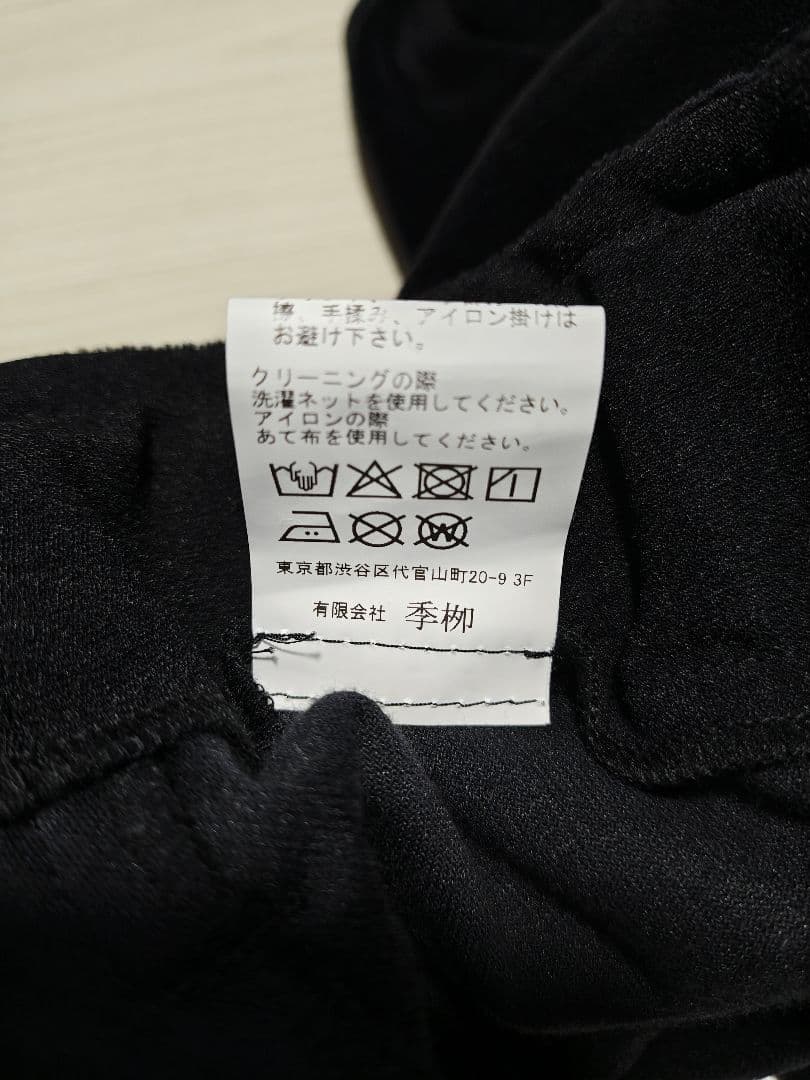 擦、手揉み、アイロン掛けは
お避け下さい。
クリーニングの際
洗濯ネットを使用してください。
アイロンの際
あて布を使用してください。
W
東京都渋谷区代官山町20-9 3F
有限会社 季栁